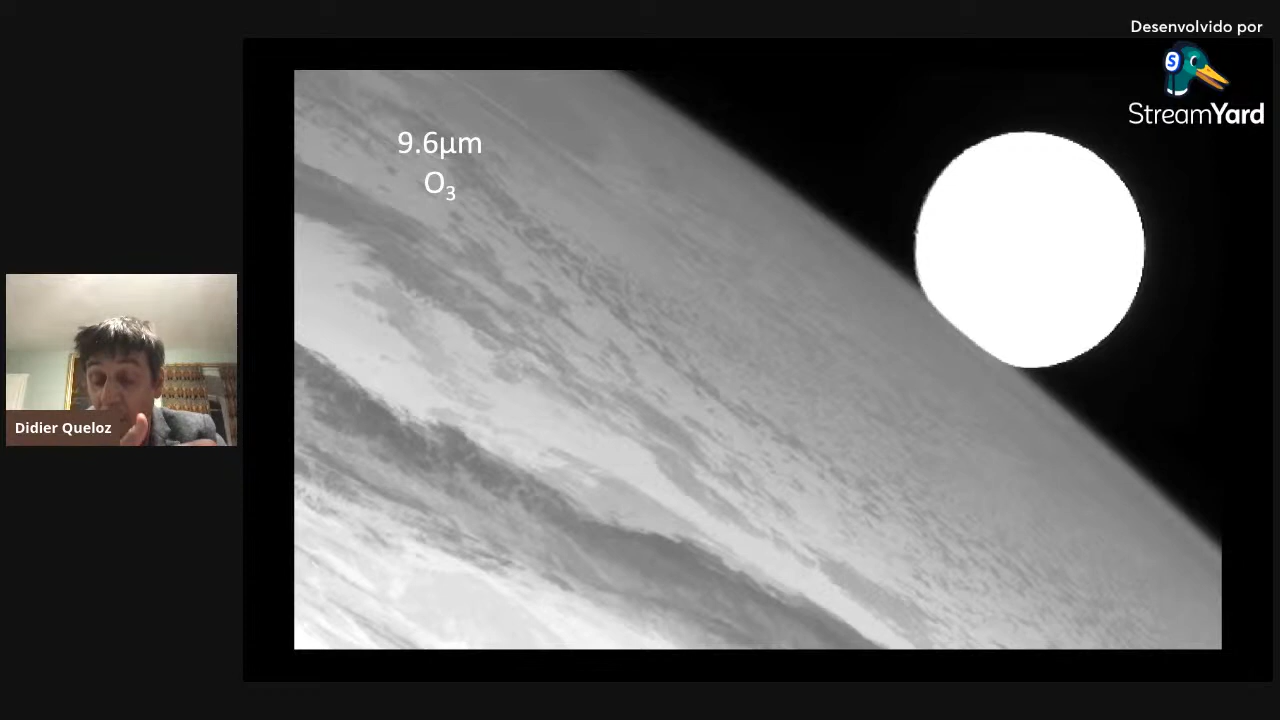 Desenvolvido por
StreamYard
9.6µm
O₃
Didier Queloz